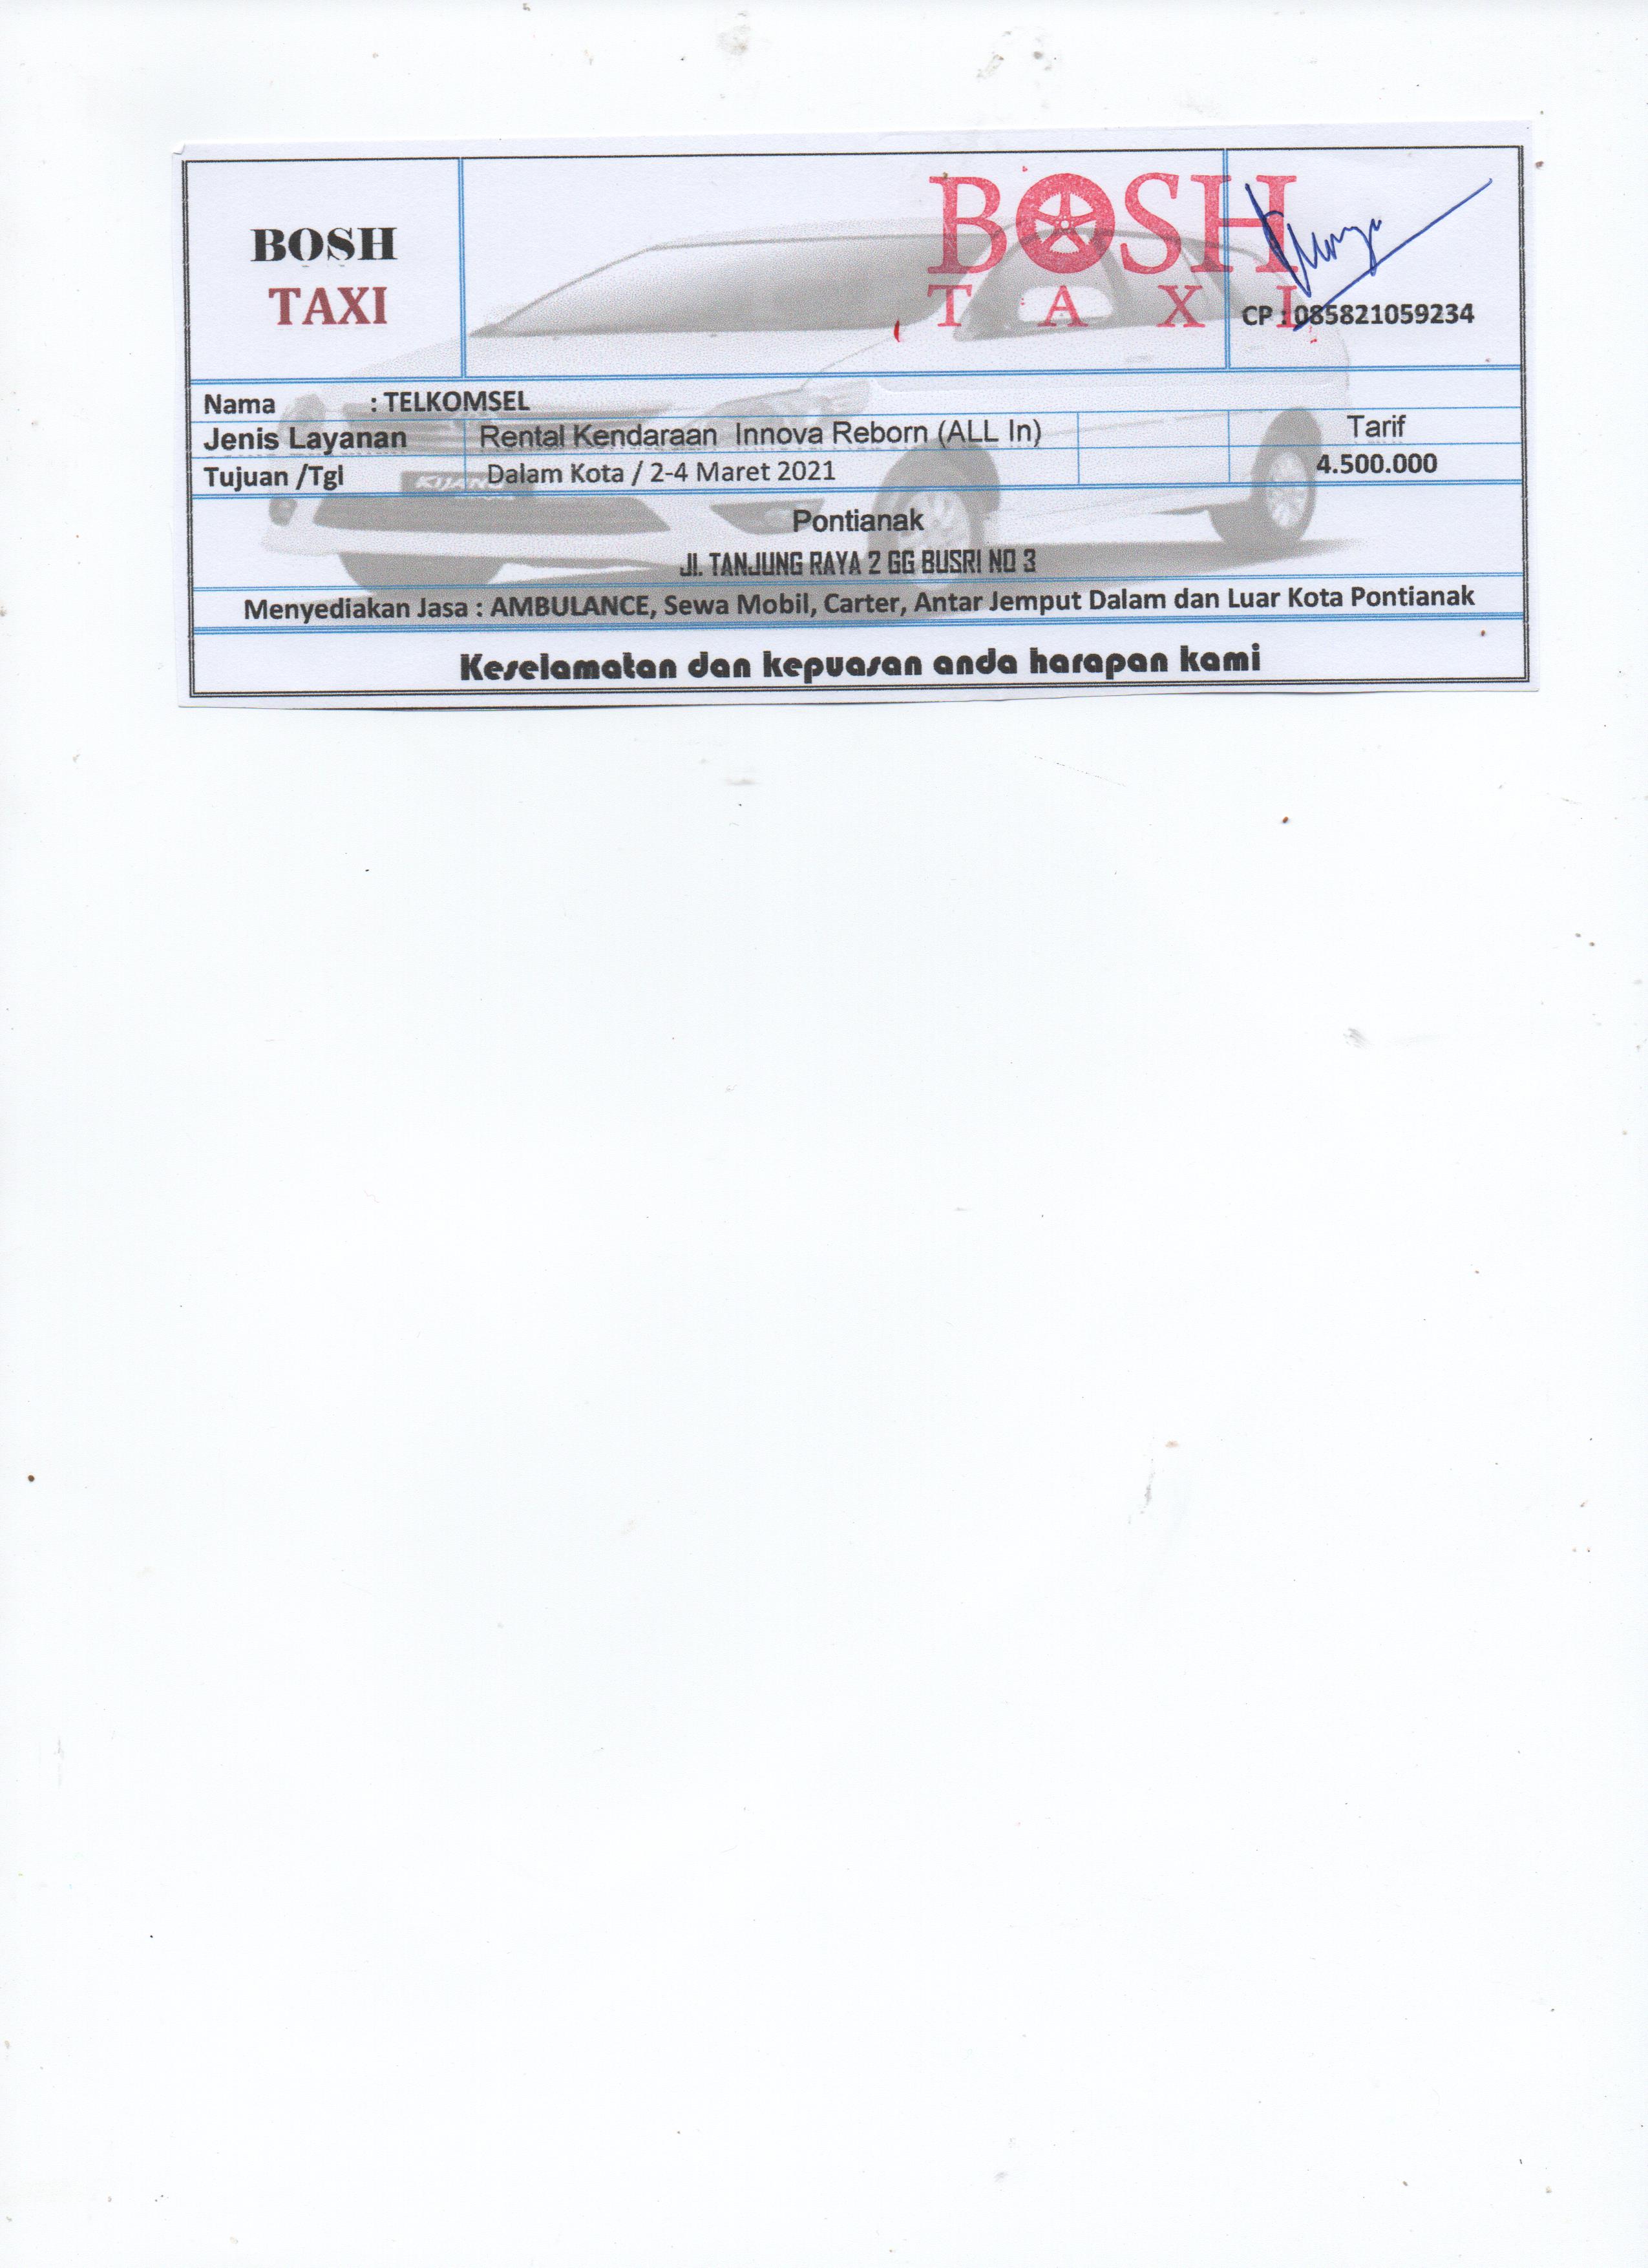 BOSH
TAXI
BOSH
TAXI
CP : 085821059234
Nama : TELKOMSEL
Jenis Layanan Rental Kendaraan Innova Reborn (ALL In) Tarif
Tujuan /Tgl Dalam Kota / 2-4 Maret 2021 4.500.000
KIJANG
Pontianak
Jl. TANJUNG RAYA 2 GG BUSRI NO 3
Menyediakan Jasa : AMBULANCE, Sewa Mobil, Carter, Antar Jemput Dalam dan Luar Kota Pontianak
Keselamatan dan kepuasan anda harapan kami